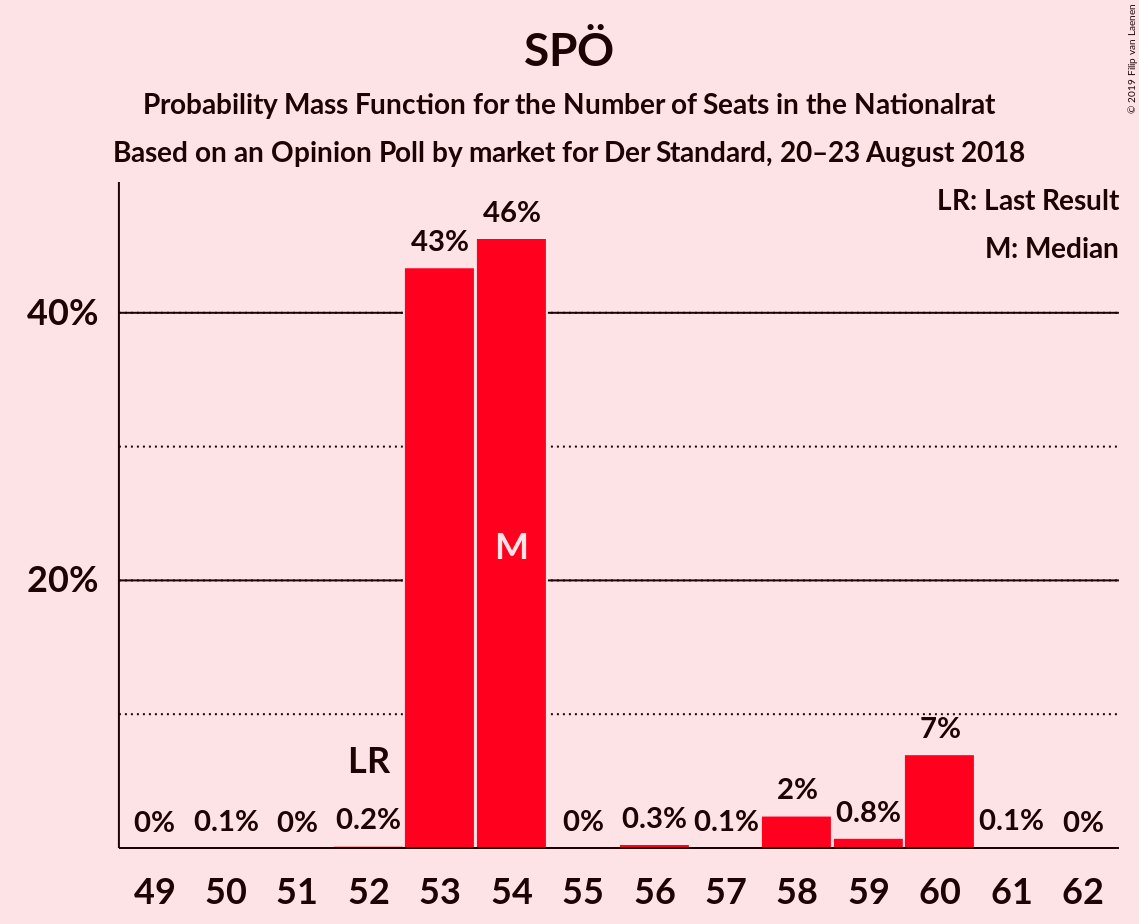 SPÖ
Probability Mass Function for the Number of Seats in the Nationalrat
Based on an Opinion Poll by market for Der Standard, 20–23 August 2018
© 2019 Filip van Laenen
LR: Last Result
M: Median
46%
43%
40%
M
20%
7%
LR
2%
0% 0.1% 0% 0.2% 0% 0.3% 0.1% 0.8% 0.1% 0%
49 50 51 52 53 54 55 56 57 58 59 60 61 62